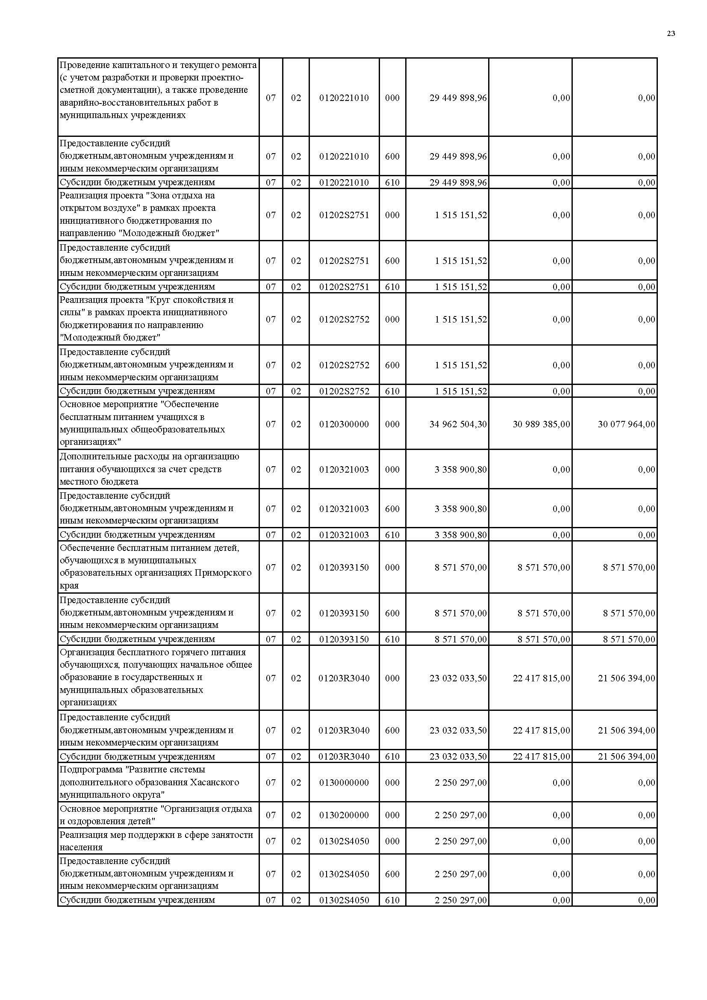 23
Проведение капитального и текущего ремонта
(с учетом разработки и проверки проектно-
сметной документации), а также проведение
аварийно-восстановительных работ в
муниципальных учреждениях
07 02 0120221010 000 29 449 898,96 0,00 0,00
Предоставление субсидий
бюджетным,автономным учреждениям и
иным некоммерческим организациям
07 02 0120221010 600 29 449 898,96 0,00 0,00
Субсидии бюджетным учреждениям 07 02 0120221010 610 29 449 898,96 0,00 0,00
Реализация проекта "Зона отдыха на
открытом воздухе" в рамках проекта
инициативного бюджетирования по
направлению "Молодежный бюджет"
07 02 01202S2751 000 1 515 151,52 0,00 0,00
Предоставление субсидий
бюджетным,автономным учреждениям и
иным некоммерческим организациям
07 02 01202S2751 600 1 515 151,52 0,00 0,00
Субсидии бюджетным учреждениям 07 02 01202S2751 610 1 515 151,52 0,00 0,00
Реализация проекта "Круг спокойствия и
силы" в рамках проекта инициативного
бюджетирования по направлению
"Молодежный бюджет"
07 02 01202S2752 000 1 515 151,52 0,00 0,00
Предоставление субсидий
бюджетным,автономным учреждениям и
иным некоммерческим организациям
07 02 01202S2752 600 1 515 151,52 0,00 0,00
Субсидии бюджетным учреждениям 07 02 01202S2752 610 1 515 151,52 0,00 0,00
Основное мероприятие "Обеспечение
бесплатным питанием учащихся в
муниципальных общеобразовательных
организациях"
07 02 0120300000 000 34 962 504,30 30 989 385,00 30 077 964,00
Дополнительные расходы на организацию
питания обучающихся за счет средств
местного бюджета
07 02 0120321003 000 3 358 900,80 0,00 0,00
Предоставление субсидий
бюджетным,автономным учреждениям и
иным некоммерческим организациям
07 02 0120321003 600 3 358 900,80 0,00 0,00
Субсидии бюджетным учреждениям 07 02 0120321003 610 3 358 900,80 0,00 0,00
Обеспечение бесплатным питанием детей,
обучающихся в муниципальных
образовательных организациях Приморского
края
07 02 0120393150 000 8 571 570,00 8 571 570,00 8 571 570,00
Предоставление субсидий
бюджетным,автономным учреждениям и
иным некоммерческим организациям
07 02 0120393150 600 8 571 570,00 8 571 570,00 8 571 570,00
Субсидии бюджетным учреждениям 07 02 0120393150 610 8 571 570,00 8 571 570,00 8 571 570,00
Организация бесплатного горячего питания
обучающихся, получающих начальное общее
образование в государственных и
муниципальных образовательных
организациях
07 02 01203R3040 000 23 032 033,50 22 417 815,00 21 506 394,00
Предоставление субсидий
бюджетным,автономным учреждениям и
иным некоммерческим организациям
07 02 01203R3040 600 23 032 033,50 22 417 815,00 21 506 394,00
Субсидии бюджетным учреждениям 07 02 01203R3040 610 23 032 033,50 22 417 815,00 21 506 394,00
Подпрограмма "Развитие системы
дополнительного образования Хасанского
муниципального округа"
07 02 0130000000 000 2 250 297,00 0,00 0,00
Основное мероприятие "Организация отдыха
и оздоровления детей"
07 02 0130200000 000 2 250 297,00 0,00 0,00
Реализация мер поддержки в сфере занятости
населения
07 02 01302S4050 000 2 250 297,00 0,00 0,00
Предоставление субсидий
бюджетным,автономным учреждениям и
иным некоммерческим организациям
07 02 01302S4050 600 2 250 297,00 0,00 0,00
Субсидии бюджетным учреждениям 07 02 01302S4050 610 2 250 297,00 0,00 0,00